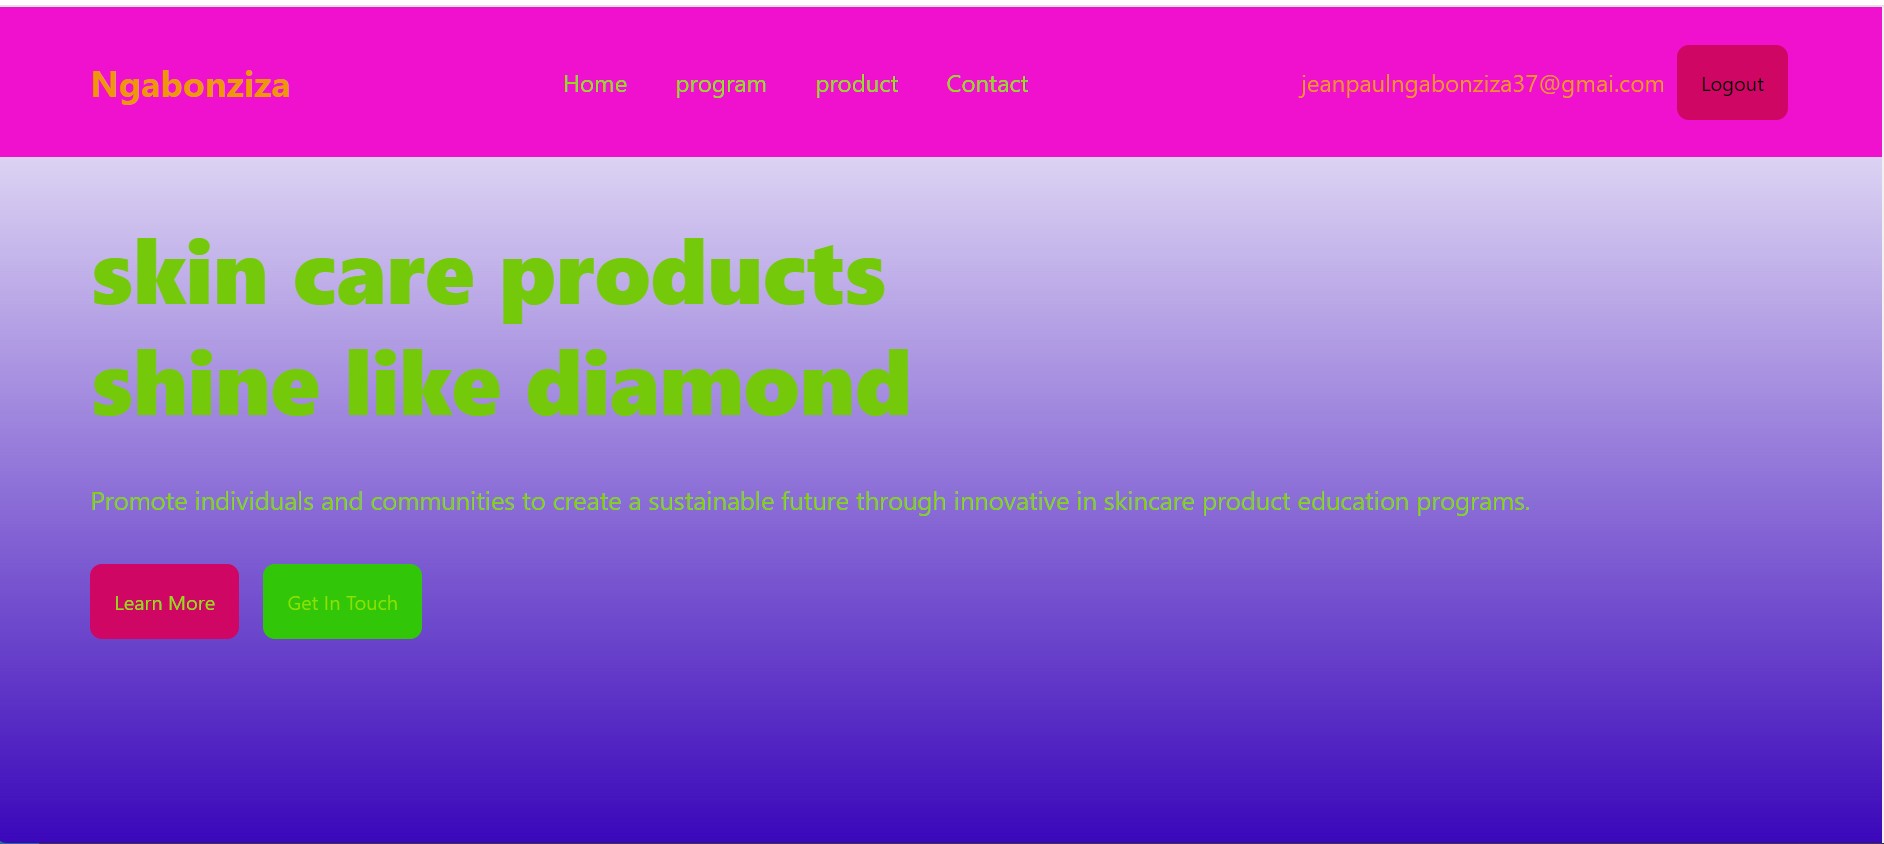 Ngabonziza Home program product Contact jeanpaulngabonziza37@gmai.com Logout
skin care products
shine like diamond
Promote individuals and communities to create a sustainable future through innovative in skincare product education programs.
Learn More Get In Touch